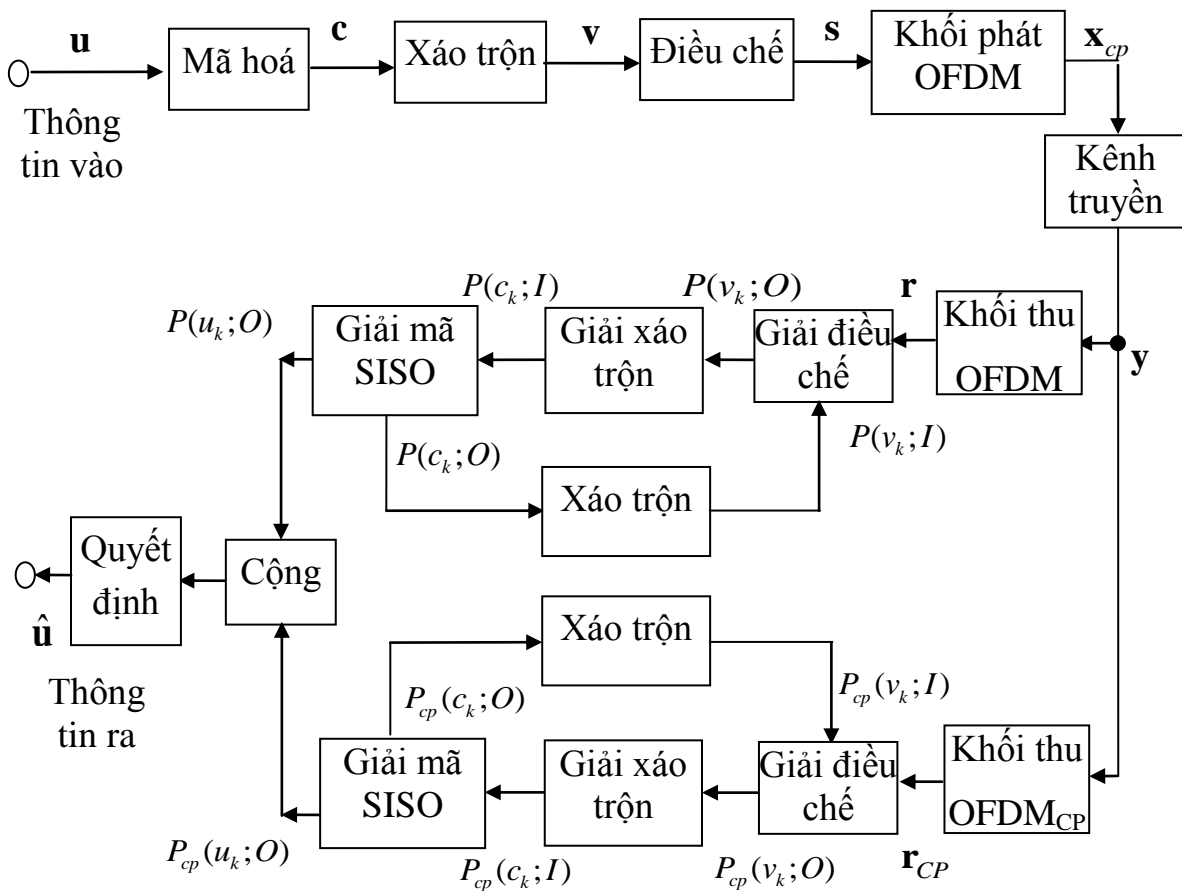 u
Mã hoá
c
Xáo trộn
v
Điều chế
s
Khối phát
OFDM
x_cp
Thông
tin vào
Kênh
truyền
P(u_k;O)
Giải mã
SISO
P(c_k;I)
Giải xáo
trộn
P(v_k;O)
Giải điều
chế
r
Khối thu
OFDM
y
P(c_k;O)
Xáo trộn
P(v_k;I)
Quyết
định
Cộng
û
Thông
tin ra
Xáo trộn
P_cp(c_k;O)
P_cp(v_k;I)
Giải mã
SISO
Giải xáo
trộn
Giải điều
chế
Khối thu
OFDM_CP
P_cp(u_k;O)
P_cp(c_k;I)
P_cp(v_k;O)
r_CP